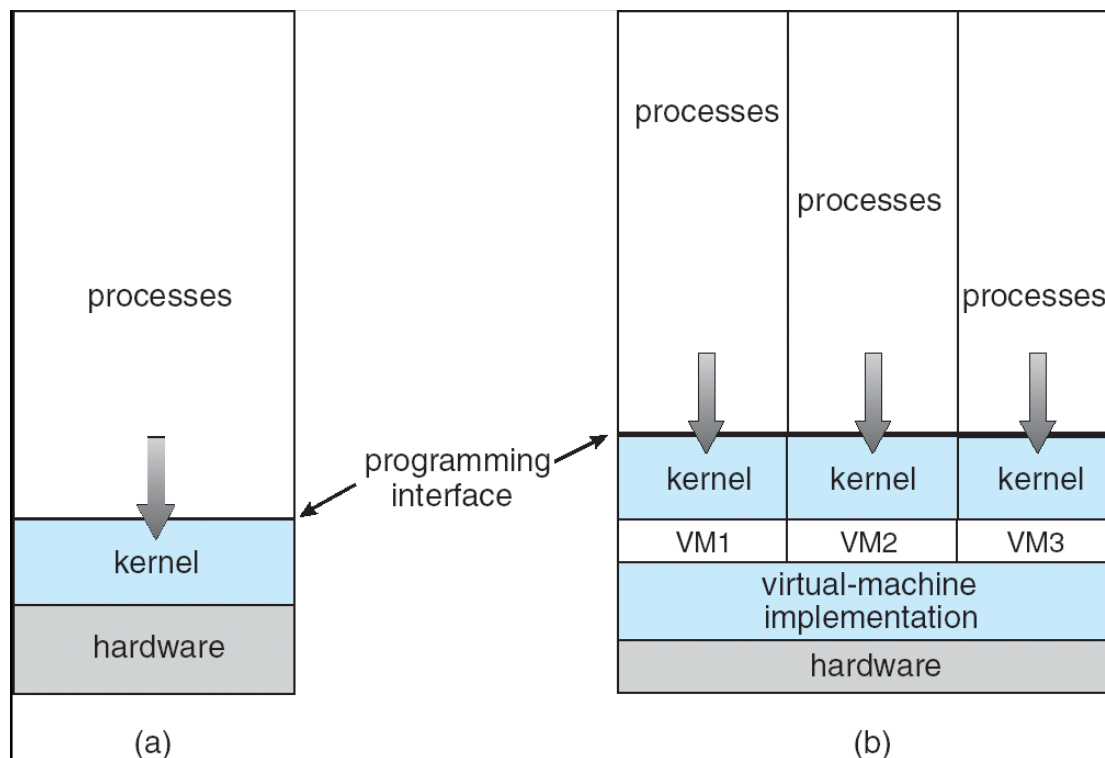 processes
kernel
hardware
(a)
programming
interface
processes
processes
processes
kernel
kernel
kernel
VM1
VM2
VM3
virtual-machine
implementation
hardware
(b)